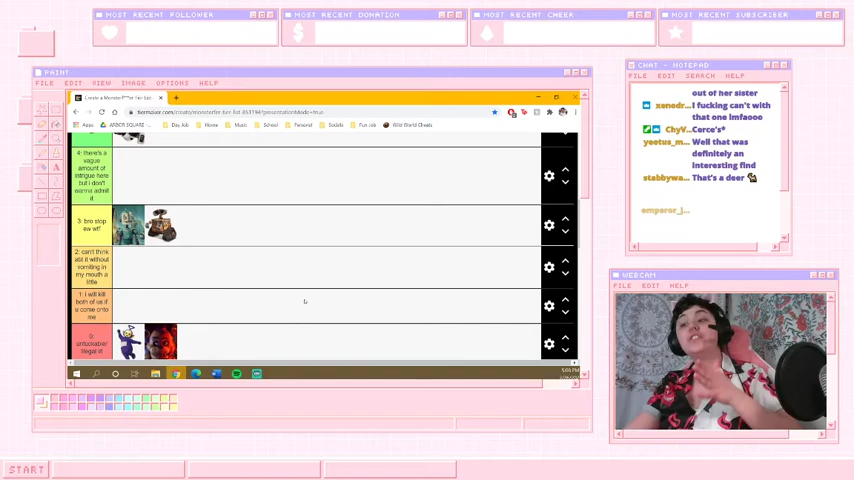 MOST RECENT FOLLOWER
MOST RECENT DONATION
MOST RECENT CHEER
MOST RECENT SUBSCRIBER
PAINT
FILE EDIT VIEW IMAGE OPTIONS HELP
Apps
Day Job
Home
Music
School
Personal
Socials
Fun Job
Wild World Cheats
4: there's a
vague
amount of
intrigue here
but i don't
wanna admit
it
3: bro stop
ew wtf
2: can't think
abt it without
vomiting in
my mouth a
little
1: i will kill
both of us if
u come onto
me
0:
CHAT - NOTEPAD
FILE EDIT SEARCH HELP
out of her sister
xenodr... I fucking can't with
that one lmfaooo
ChyV... Cerce's*
yeetus_m... Well that was
definitely an
interesting find
stabbywa... That's a deer
emperor_j...
WEBCAM
FILE EDIT HELP
START